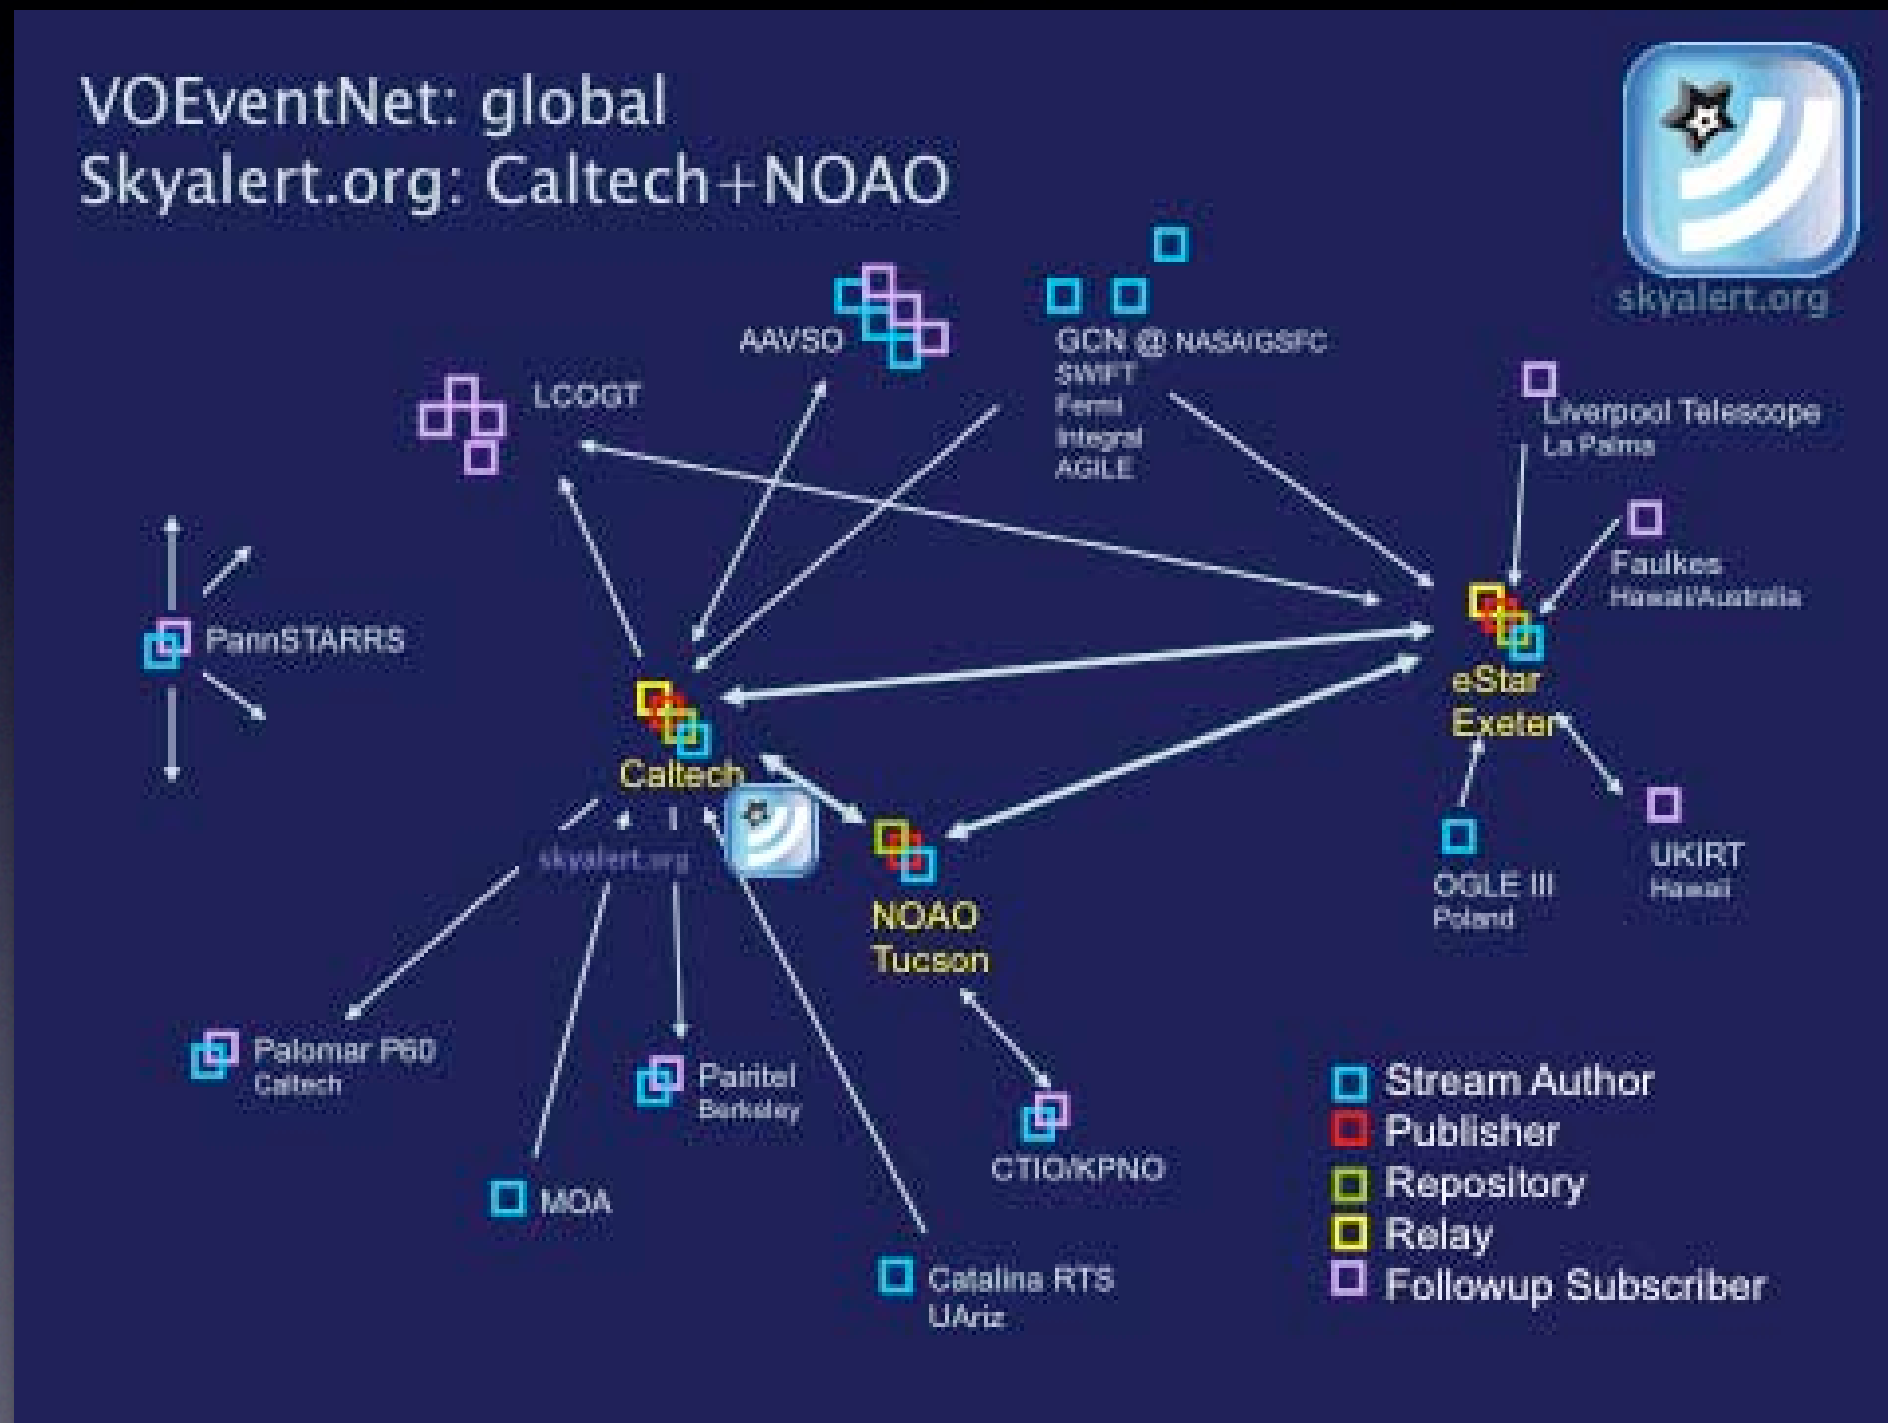 VOEventNet: global
Skyalert.org: Caltech+NOAO
skyalert.org
AAVSO
GCN @ NASA/GSFC
SWIFT
Fermi
Integral
AGILE
LCOGT
Liverpool Telescope
La Palma
Faulkes
Hawaii/Australia
PannSTARRS
eStar
Exeter
Caltech
skyalert.org
NOAO
Tucson
OGLE III
Poland
UKIRT
Hawaii
Palomar P60
Caltech
Pairitel
Berkeley
MOA
CTIO/KPNO
Catalina RTS
UAriz
Stream Author
Publisher
Repository
Relay
Followup Subscriber